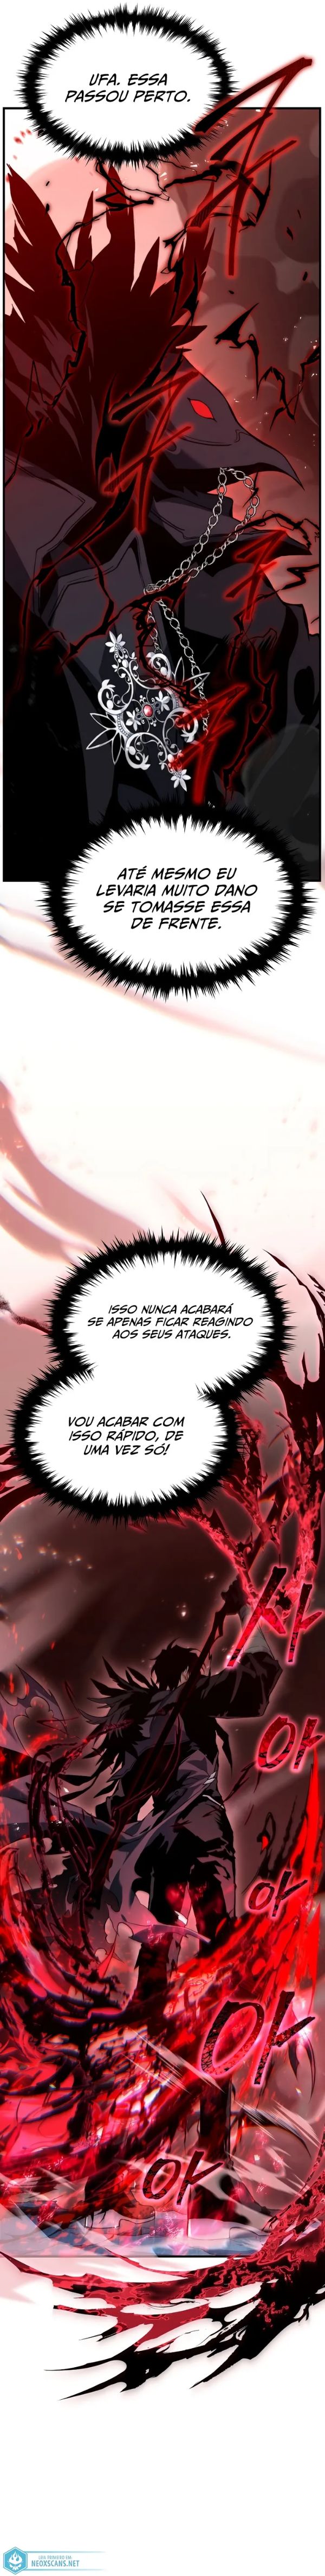 UFA. ESSA
PASSOU PERTO.
ATÉ MESMO EU
LEVARIA MUITO DANO
SE TOMASSE ESSA
DE FRENTE.
ISSO NUNCA ACABARÁ
SE APENAS FICAR REAGINDO
AOS SEUS ATAQUES.
VOU ACABAR COM
ISSO RÁPIDO, DE
UMA VEZ SÓ!
NEOXSCANS.NET